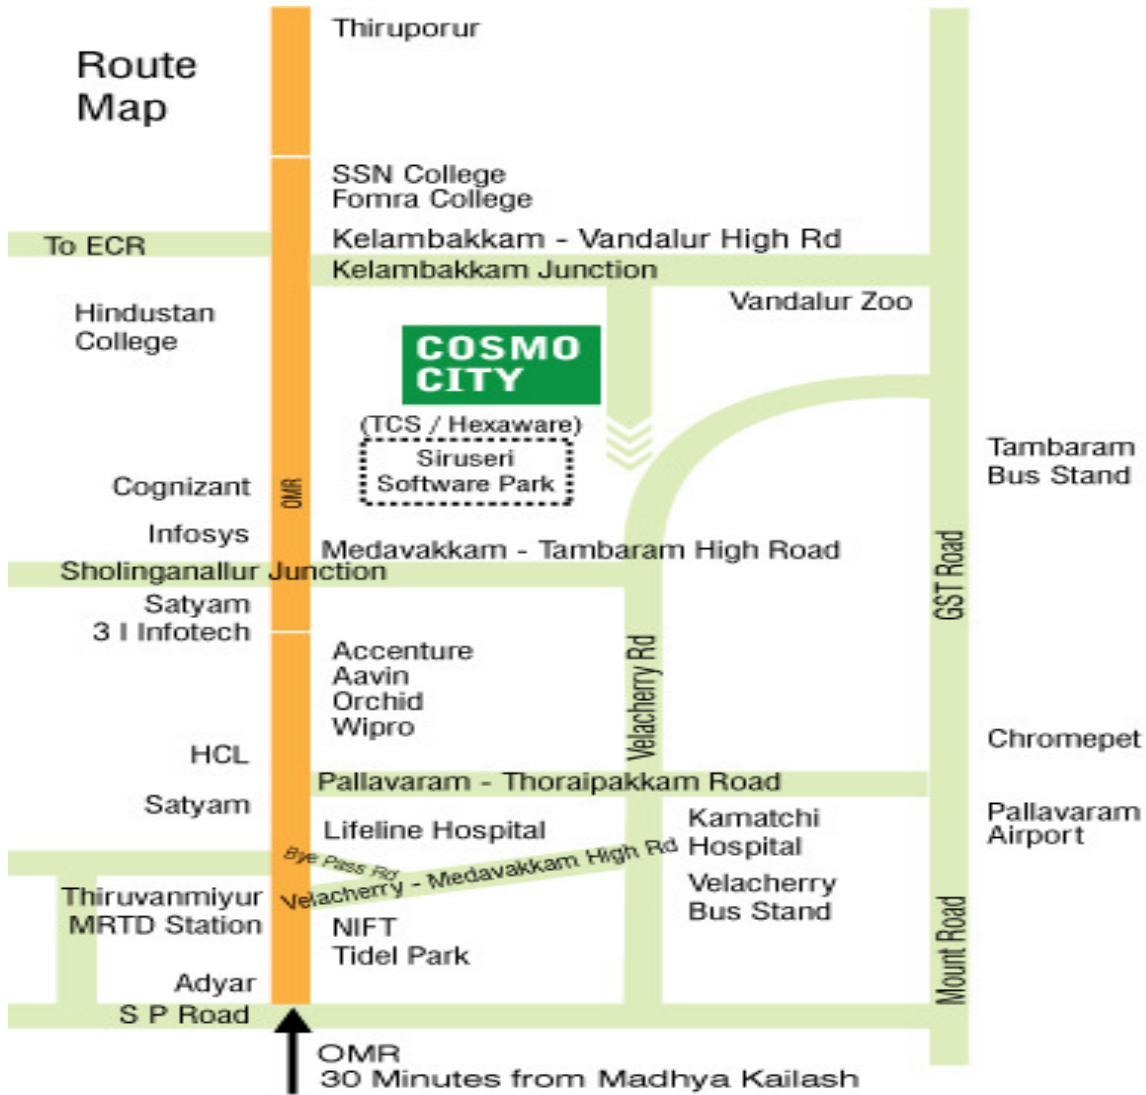 Thiruporur
Route
Map
SSN College
Fomra College
To ECR
Kelambakkam - Vandalur High Rd
Kelambakkam Junction
Vandalur Zoo
Hindustan
College
COSMO
CITY
(TCS / Hexaware)
Siruseri
Software Park
Tambaram
Bus Stand
Cognizant
OMR
Infosys
Medavakkam - Tambaram High Road
Sholinganallur Junction
GST Road
Satyam
3 I Infotech
Accenture
Aavin
Orchid
Wipro
Velacherry Rd
HCL
Chromepet
Pallavaram - Thoraipakkam Road
Satyam
Lifeline Hospital
Kamatchi
Hospital
Pallavaram
Airport
Bye Pass Rd
Velacherry - Medavakkam High Rd
Thiruvanmiyur
MRTD Station
Velacherry
Bus Stand
NIFT
Tidel Park
Mount Road
Adyar
S P Road
OMR
30 Minutes from Madhya Kailash